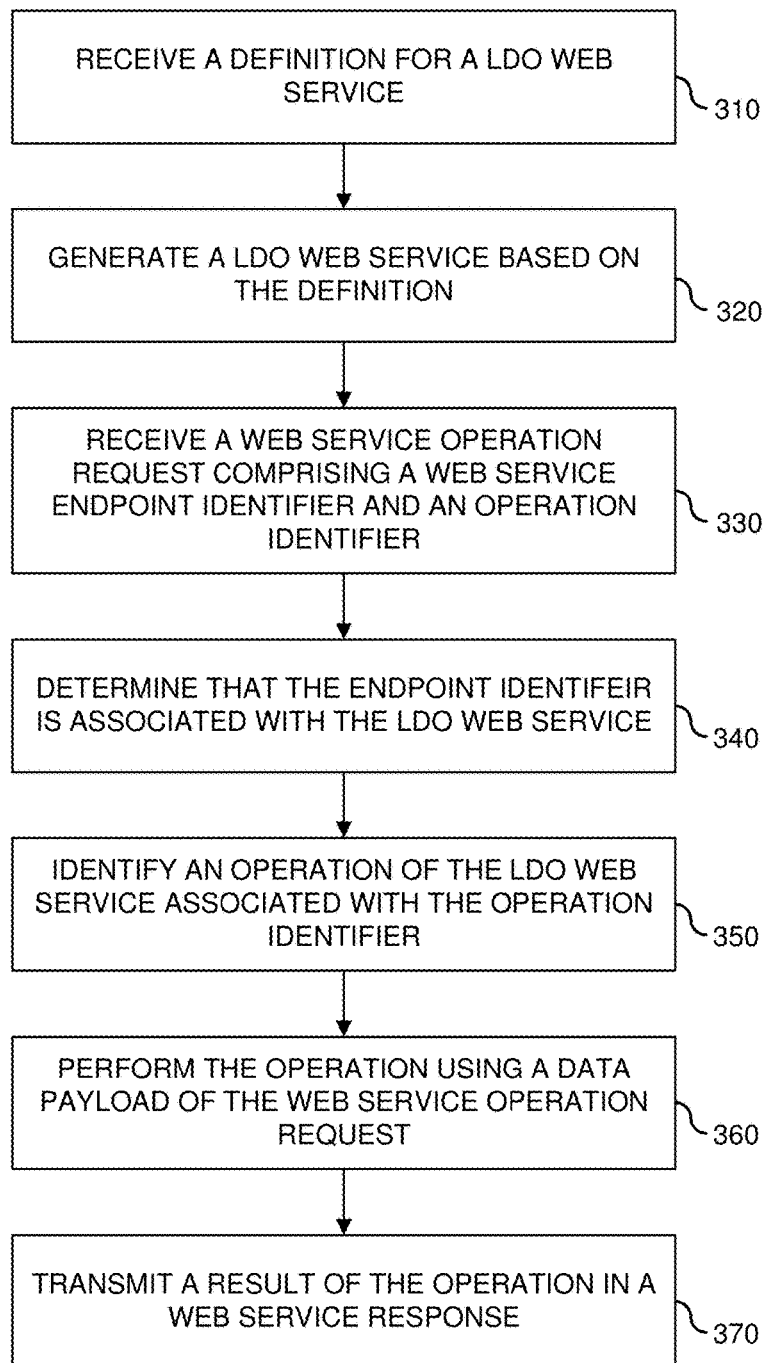 RECEIVE A DEFINITION FOR A LDO WEB
SERVICE
310
GENERATE A LDO WEB SERVICE BASED ON
THE DEFINITION
320
RECEIVE A WEB SERVICE OPERATION
REQUEST COMPRISING A WEB SERVICE
ENDPOINT IDENTIFIER AND AN OPERATION
IDENTIFIER
330
DETERMINE THAT THE ENDPOINT IDENTIFEIR
IS ASSOCIATED WITH THE LDO WEB SERVICE
340
IDENTIFY AN OPERATION OF THE LDO WEB
SERVICE ASSOCIATED WITH THE OPERATION
IDENTIFIER
350
PERFORM THE OPERATION USING A DATA
PAYLOAD OF THE WEB SERVICE OPERATION
REQUEST
360
TRANSMIT A RESULT OF THE OPERATION IN A
WEB SERVICE RESPONSE
370